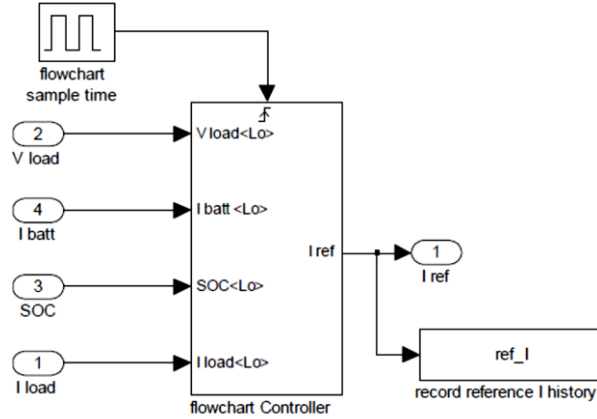 flowchart
sample time
2
V load
V load<Lo>
4
I batt
I batt <Lo>
I ref
1
I ref
3
SOC
SOC<Lo>
ref_I
record reference I history
1
I load
I load<Lo>
flowchart Controller